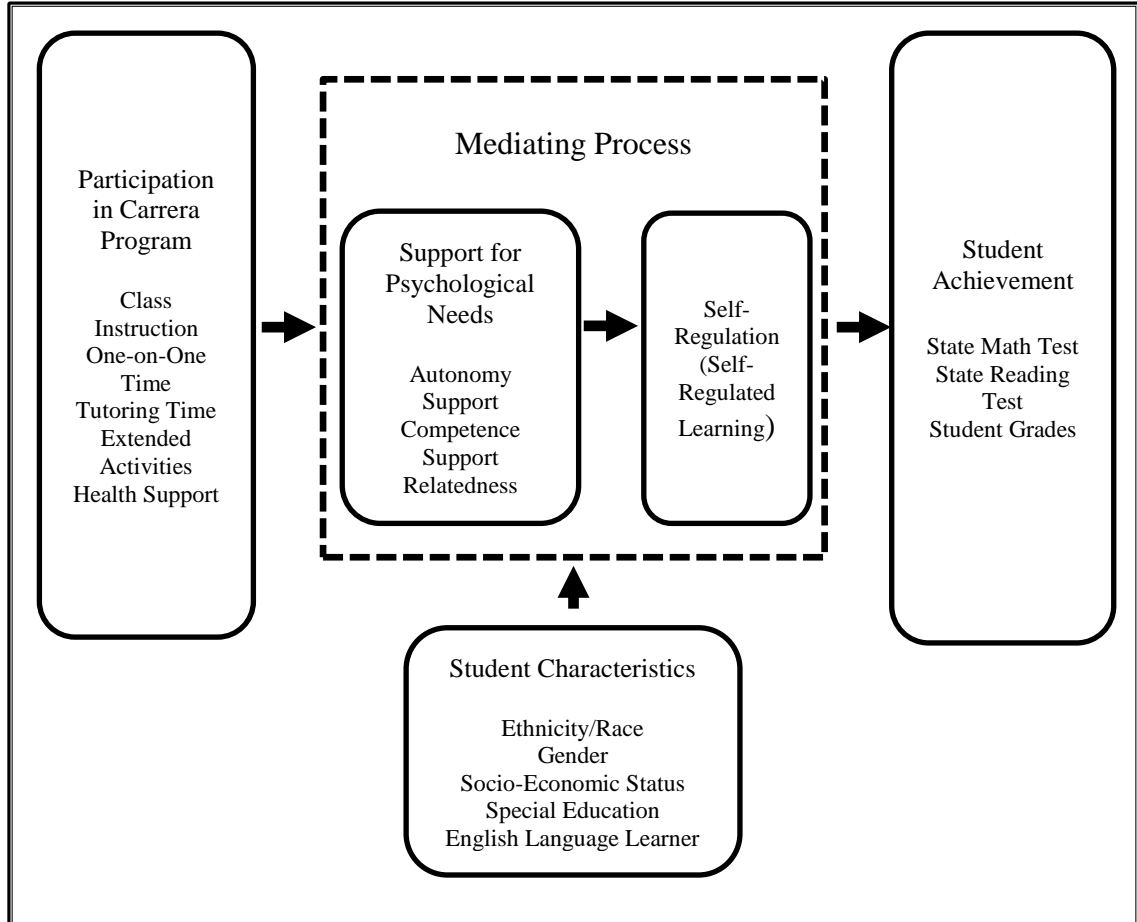 Participation
in Carrera
Program
Class
Instruction
One-on-One
Time
Tutoring Time
Extended
Activities
Health Support
Mediating Process
Support for
Psychological
Needs
Autonomy
Support
Competence
Support
Relatedness
Self-
Regulation
(Self-
Regulated
Learning)
Student
Achievement
State Math Test
State Reading
Test
Student Grades
Student Characteristics
Ethnicity/Race
Gender
Socio-Economic Status
Special Education
English Language Learner